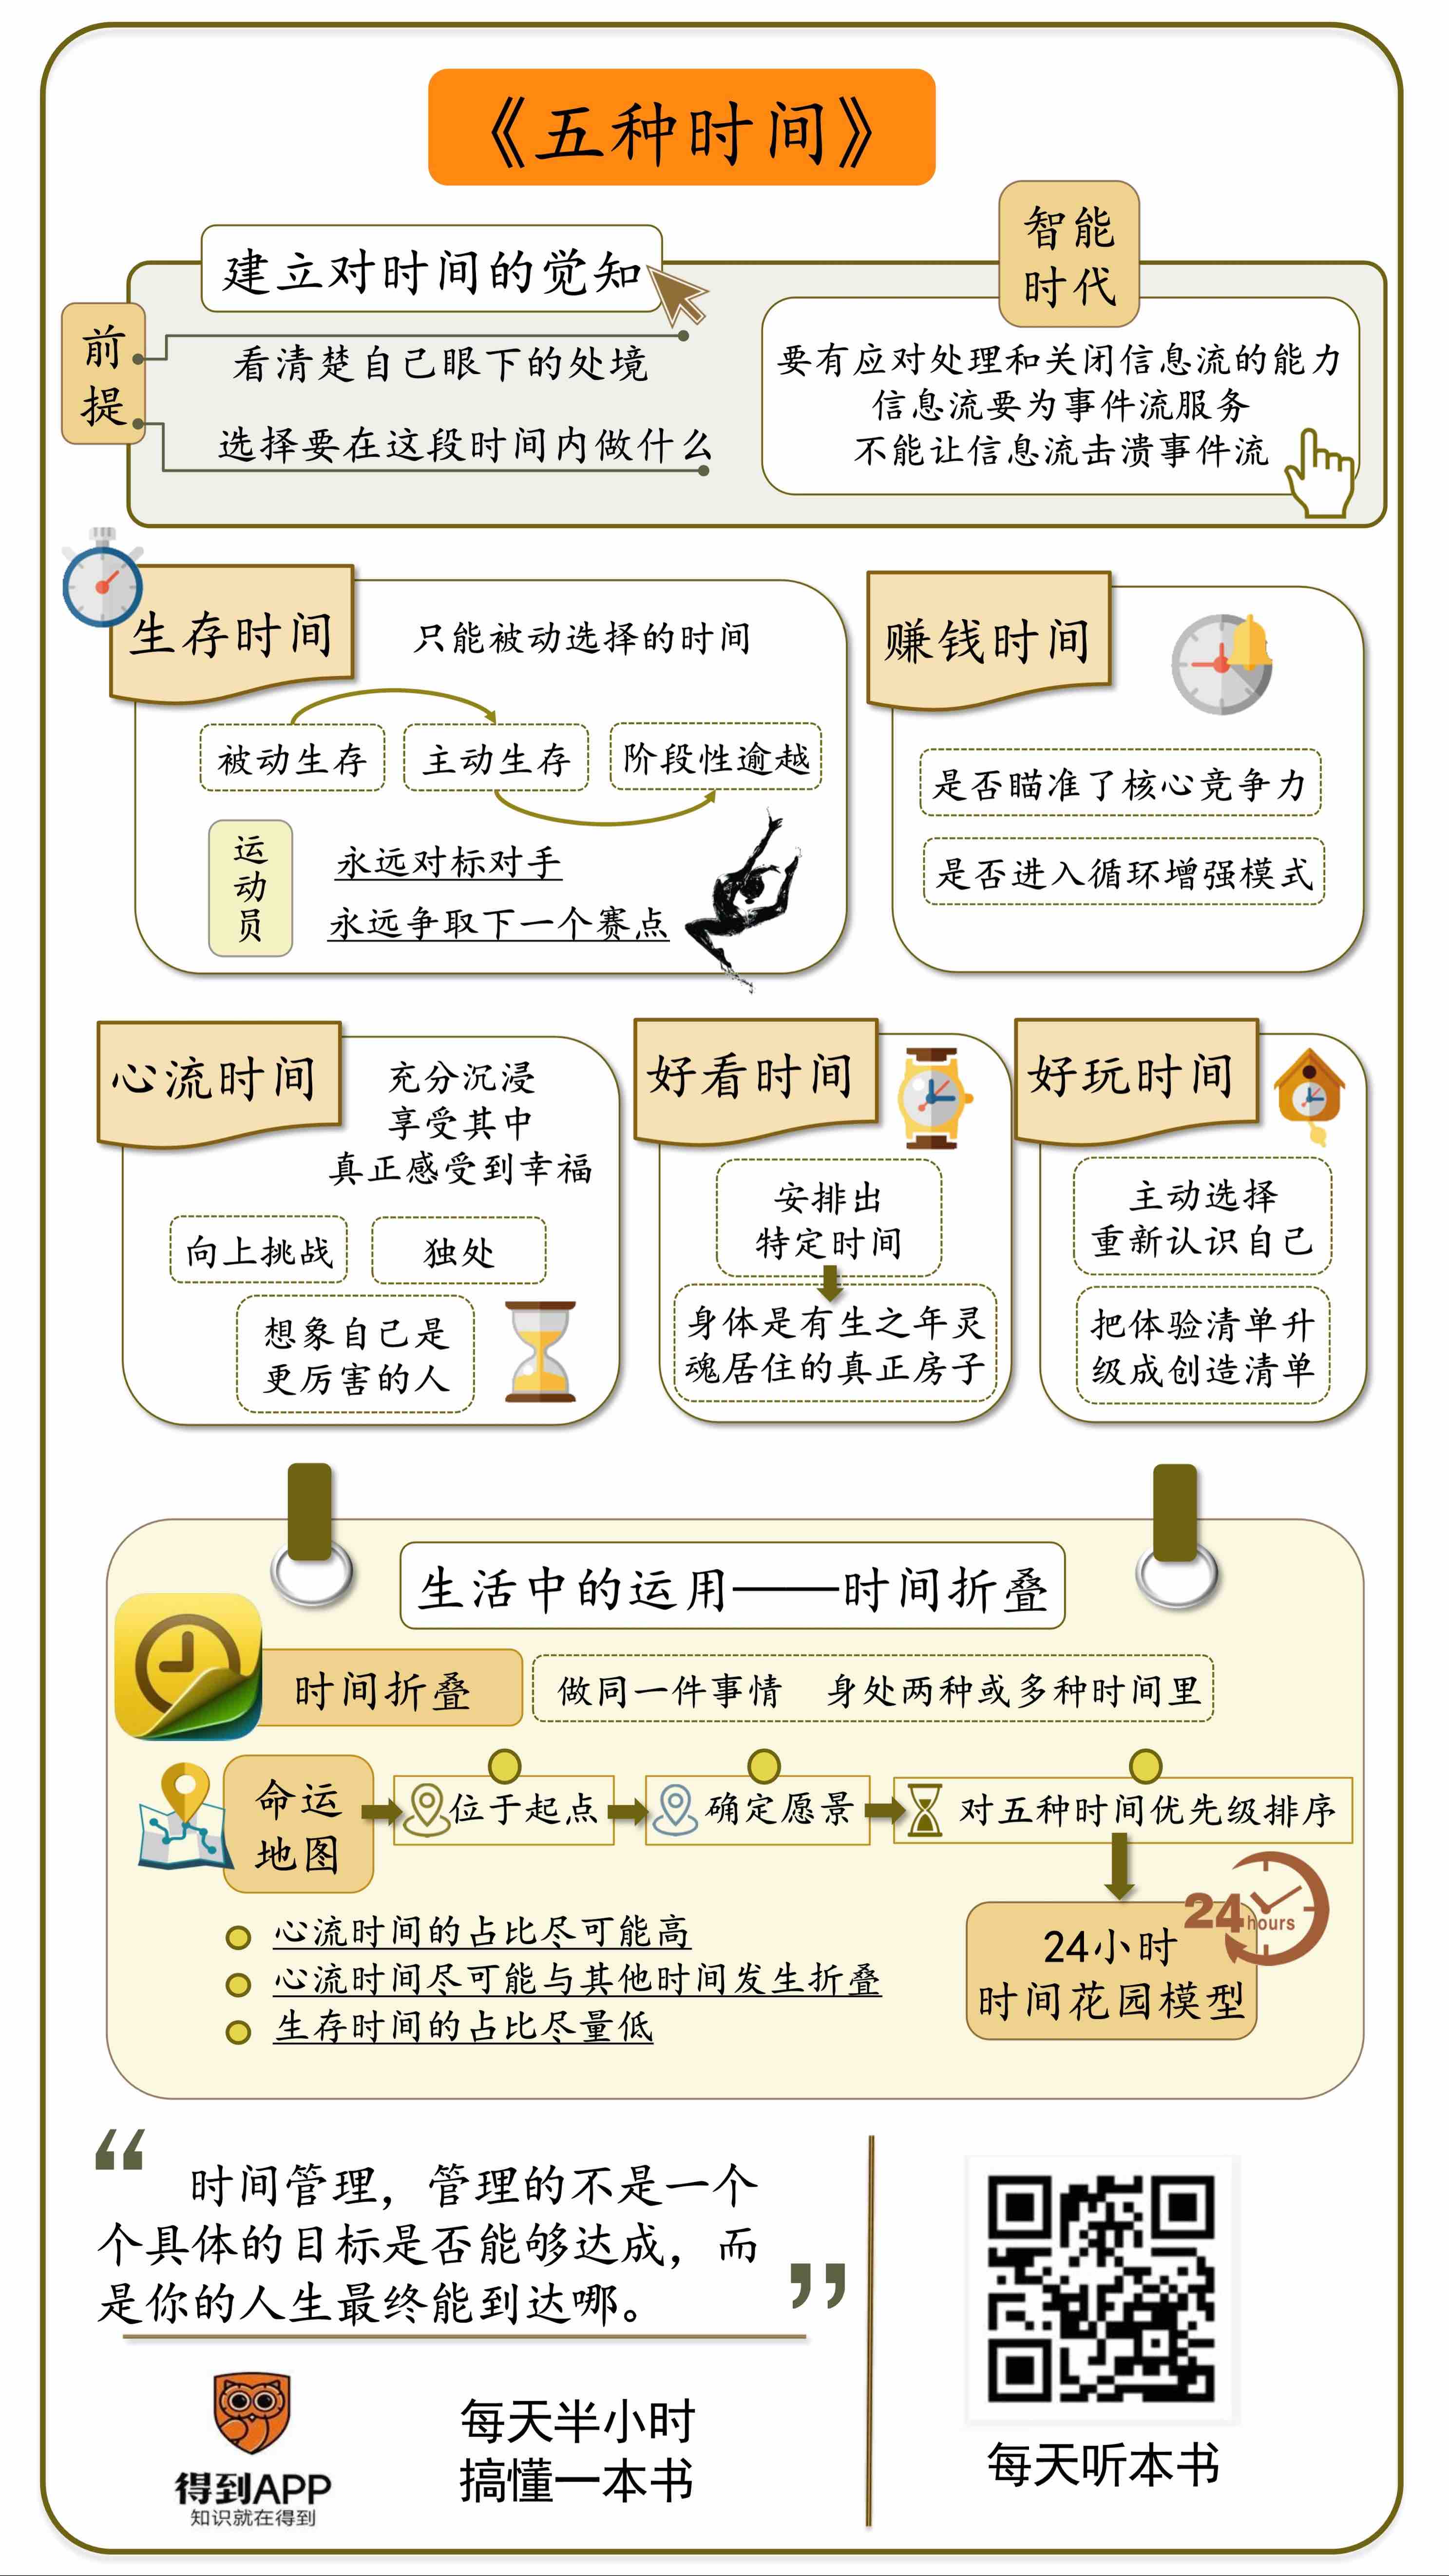 《五种时间》
建立对时间的觉知
前
提
看清楚自己眼下的处境
选择要在这段时间内做什么
智能
时代
要有应对处理和关闭信息流的能力
信息流要为事件流服务
不能让信息流击溃事件流
生存时间
只能被动选择的时间
被动生存
主动生存
阶段性逾越
运
动
员
永远对标对手
永远争取下一个赛点
赚钱时间
是否瞄准了核心竞争力
是否进入循环增强模式
心流时间
充分沉浸
享受其中
真正感受到幸福
向上挑战
独处
想象自己是
更厉害的人
好看时间
安排出
特定时间
身体是有生之年灵
魂居住的真正房子
好玩时间
主动选择
重新认识自己
把体验清单升
级成创造清单
生活中的运用——时间折叠
时间折叠
做同一件事情 身处两种或多种时间里
命运
地图
位于起点
确定愿景
对五种时间优先级排序
心流时间的占比尽可能高
心流时间尽可能与其他时间发生折叠
生存时间的占比尽量低
24hours
24小时
时间花园模型
“时间管理，管理的不是一个
个具体的目标是否能够达成，而
是你的人生最终能到达哪。”
得到APP
知识就在得到
每天半小时
搞懂一本书
每天听本书